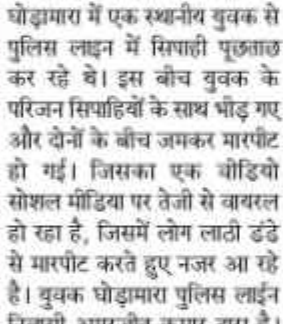 घोड़ामारा में एक स्थानीय युवक से
पुलिस लाइन में सिपाही पूछताछ
कर रहे थे। इस बीच युवक के
परिजन सिपाहियों के साथ भीड़ गए
और दोनों के बीच जमकर मारपीट
हो गई। जिसका एक वीडियो
सोशल मीडिया पर तेजी से वायरल
हो रहा है, जिसमें लोग लाठी डंडे
से मारपीट करते हुए नजर आ रहे
है। युवक घोड़ामारा पुलिस लाईन